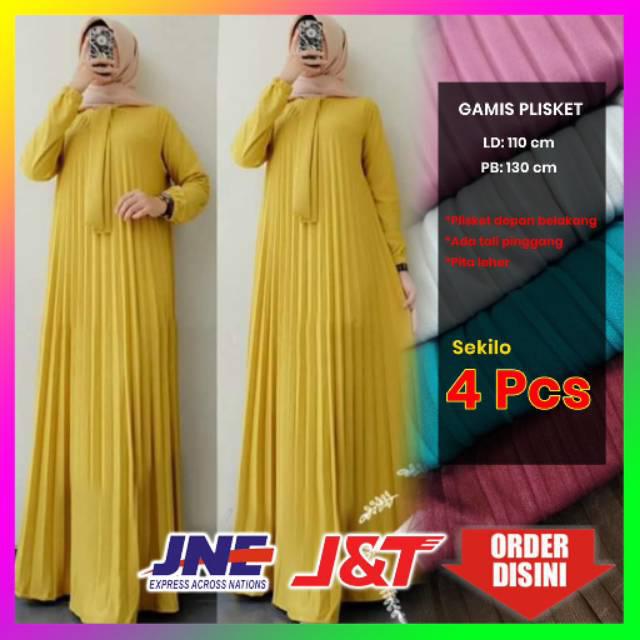 GAMIS PLISKET
LD: 110 cm
PB: 130 cm
*Plisket depan belakang
*Ada tali pinggang
*Pita leher
Sekilo
4 Pcs
JNE
EXPRESS ACROSS NATIONS
J&T
ORDER
DISINI